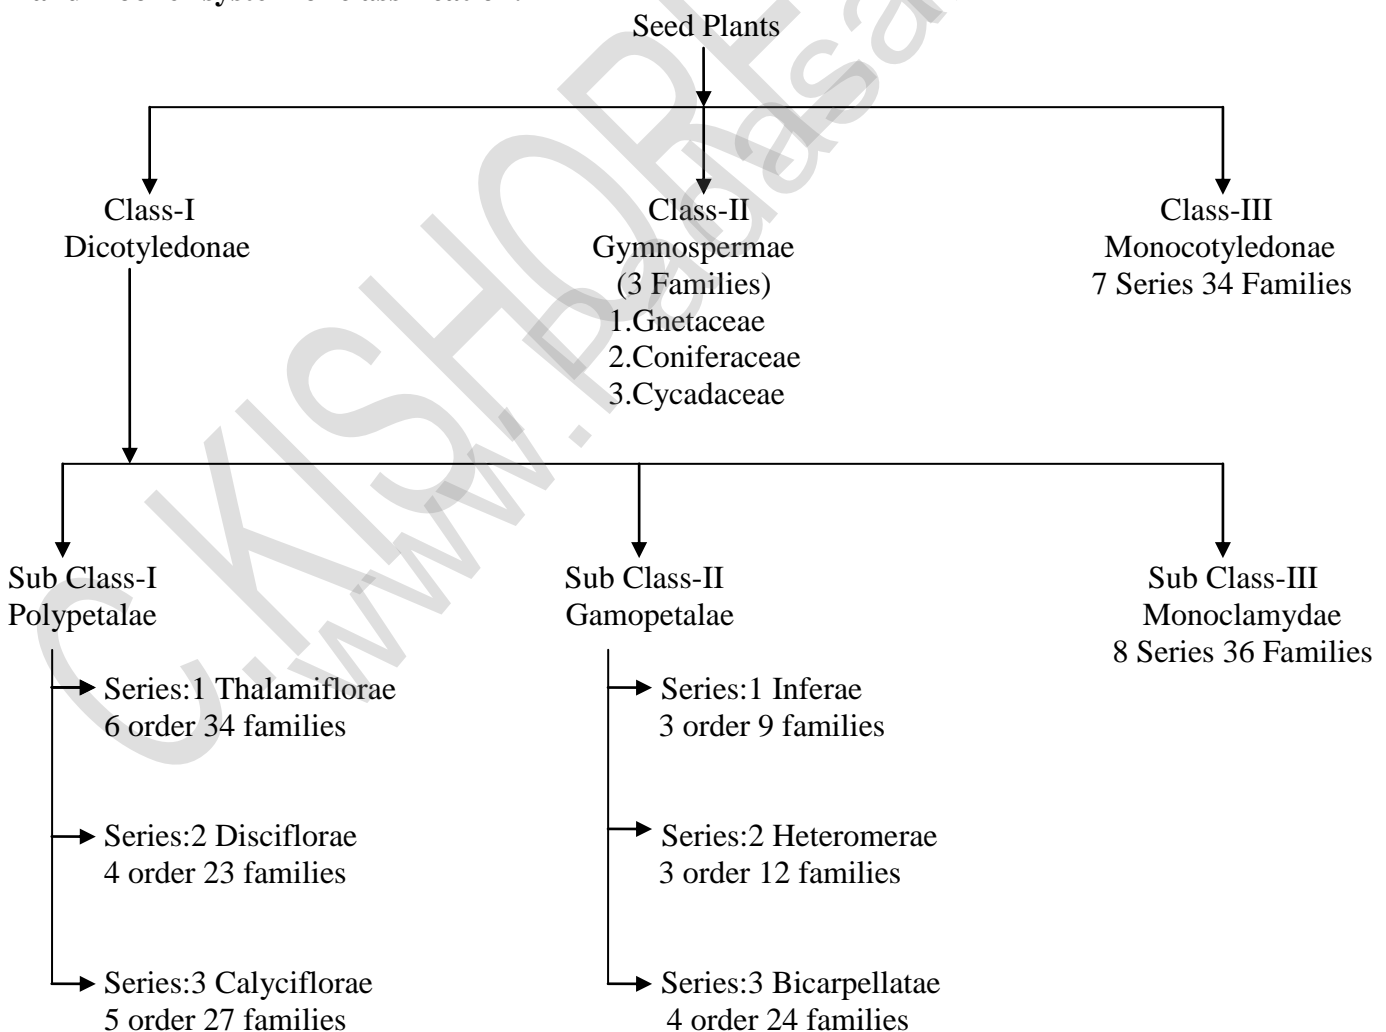 Seed Plants
Class-I
Dicotyledonae
Class-II
Gymnospermae
(3 Families)
1.Gnetaceae
2.Coniferaceae
3.Cycadaceae
Class-III
Monocotyledonae
7 Series 34 Families
Sub Class-I
Polypetalae
Series:1 Thalamiflorae
6 order 34 families
Series:2 Disciflorae
4 order 23 families
Series:3 Calyciflorae
5 order 27 families
Sub Class-II
Gamopetalae
Series:1 Inferae
3 order 9 families
Series:2 Heteromerae
3 order 12 families
Series:3 Bicarpellatae
4 order 24 families
Sub Class-III
Monoclamydae
8 Series 36 Families
C. KISHORE
www.Padasa